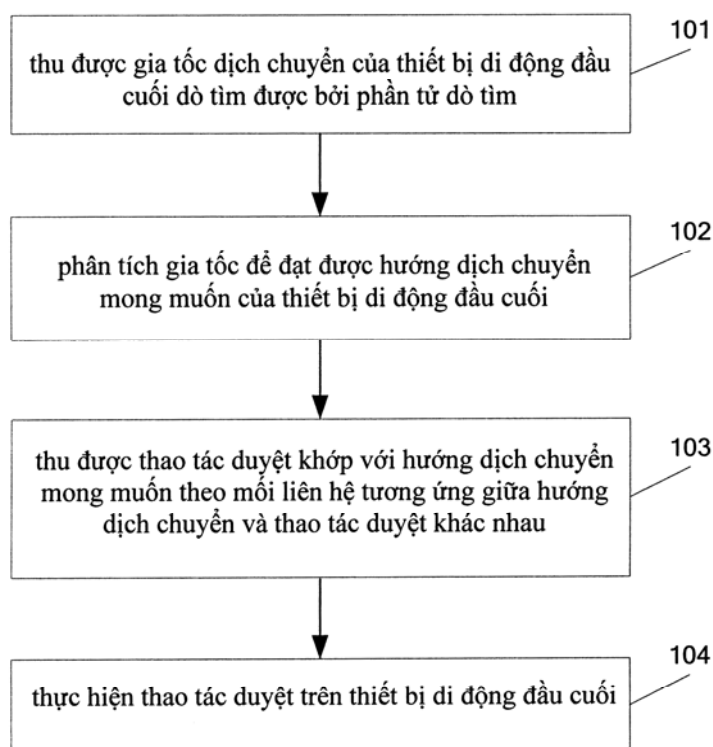 101
thu được gia tốc dịch chuyển của thiết bị di động đầu
cuối dò tìm được bởi phần tử dò tìm
102
phân tích gia tốc để đạt được hướng dịch chuyển
mong muốn của thiết bị di động đầu cuối.
103
thu được thao tác duyệt khớp với hướng dịch chuyển
mong muốn theo mối liên hệ tương ứng giữa hướng
dịch chuyển và thao tác duyệt khác nhau
104
thực hiện thao tác duyệt trên thiết bị di động đầu cuối